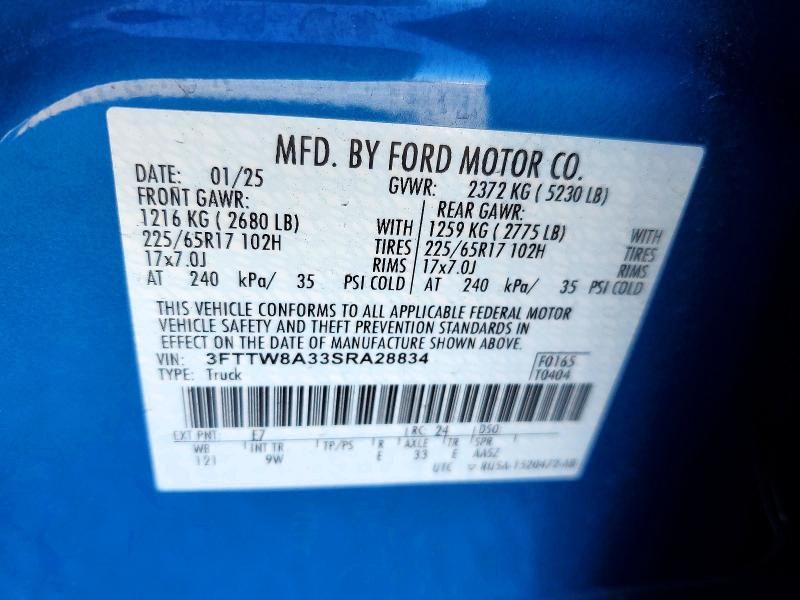 MFD. BY FORD MOTOR CO.
DATE: 01/25 GVWR: 2372 KG ( 5230 LB)
FRONT GAWR: REAR GAWR:
1216 KG ( 2680 LB) WITH 1259 KG ( 2775 LB) WITH
225/65R17 102H TIRES 225/65R17 102H TIRES
17x7.0J RIMS 17x7.0J RIMS
AT 240 kPa/ 35 PSI COLD AT 240 kPa/ 35 PSI COLD
THIS VEHICLE CONFORMS TO ALL APPLICABLE FEDERAL MOTOR
VEHICLE SAFETY AND THEFT PREVENTION STANDARDS IN
EFFECT ON THE DATE OF MANUFACTURE SHOWN ABOVE.
VIN: 3FTTW8A33SRA28834 F0165
TYPE: Truck T0404
EXT PNT: E7 RC: 24 DSO:
WB INT TR TP/PS R AXLE TR SPR
121 9W E 33 E AASZ
UTC